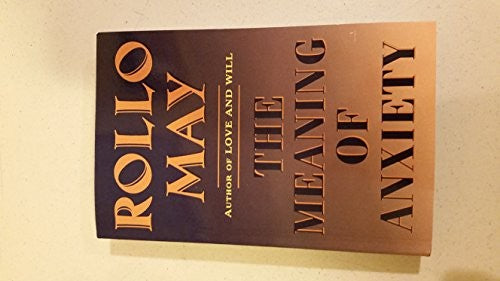 ROLLO
MAY
AUTHOR OF LOVE AND WILL
THE
MEANING
OF
ANXIETY